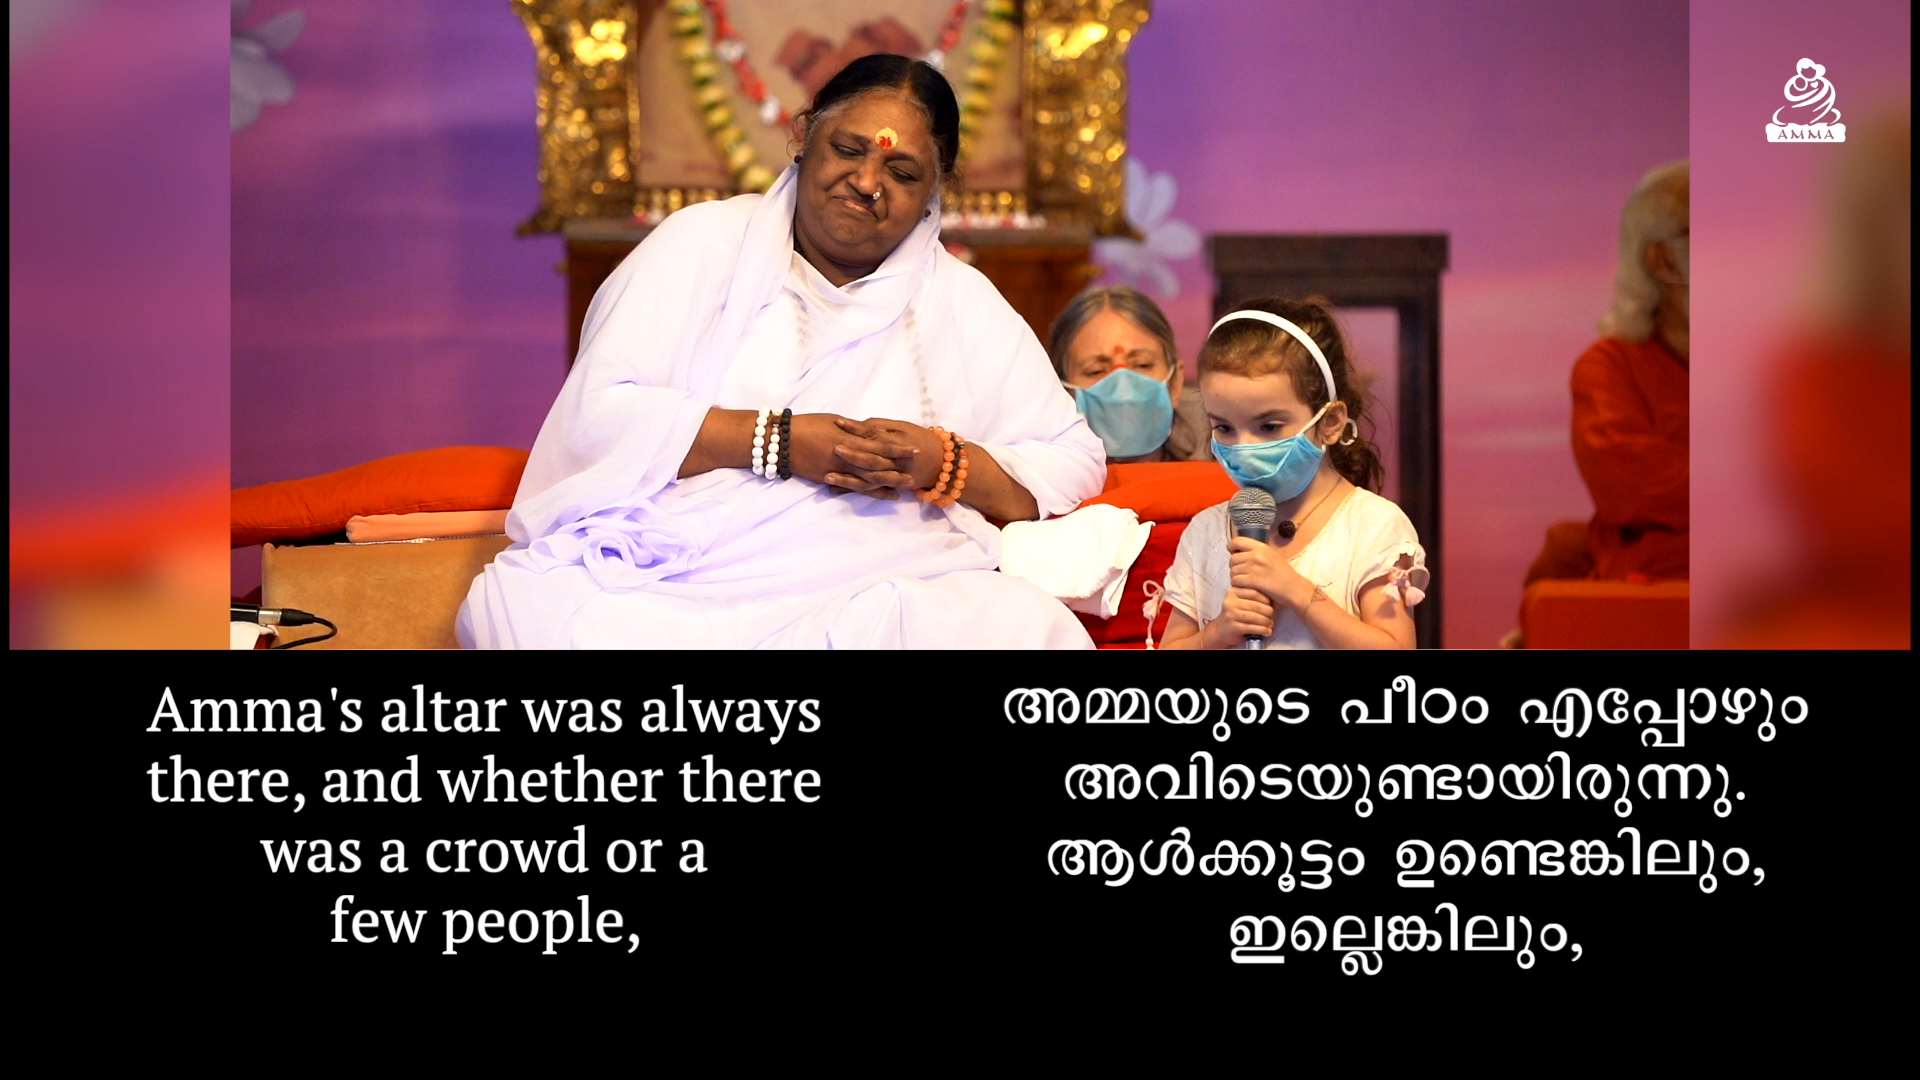 AMMA
Amma's altar was always
there, and whether there
was a crowd or a
few people,
അമ്മയുടെ പീഠം എപ്പോഴും
അവിടെയുണ്ടായിരുന്നു.
ആൾക്കൂട്ടം ഉണ്ടെങ്കിലും,
ഇല്ലെങ്കിലും,